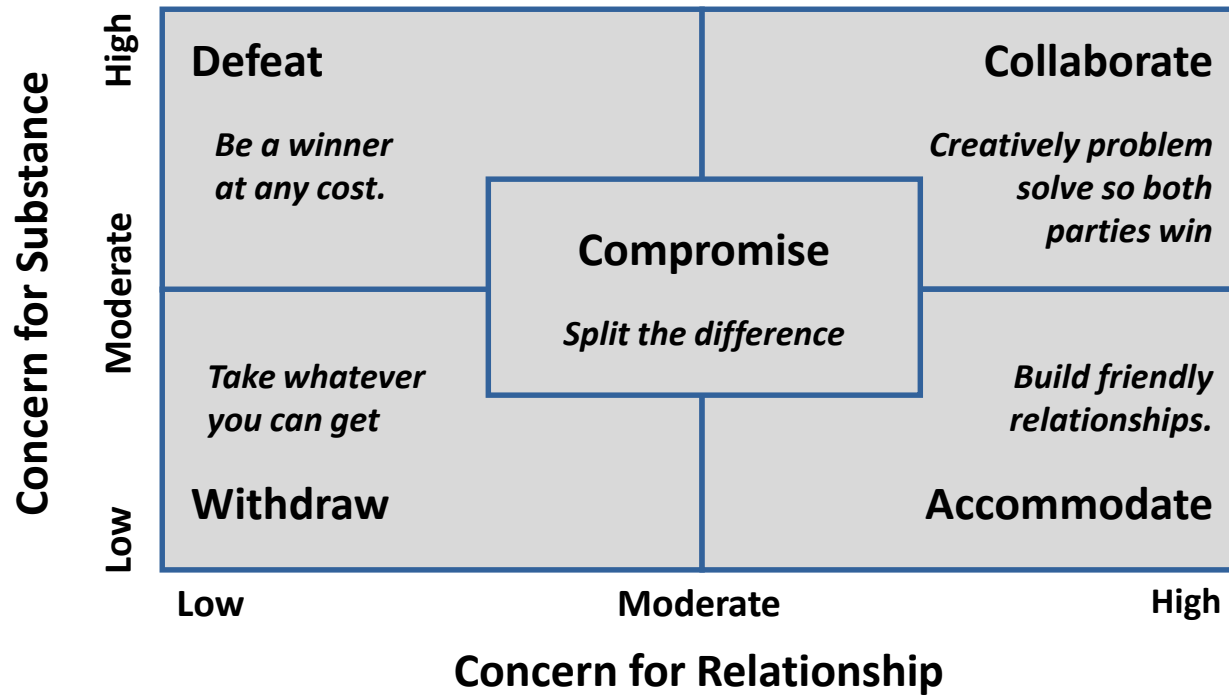 Concern for Substance
High
Moderate
Low
Defeat
Be a winner
at any cost.
Collaborate
Creatively problem
solve so both
parties win
Compromise
Split the difference
Take whatever
you can get
Withdraw
Build friendly
relationships.
Accommodate
Low
Moderate
High
Concern for Relationship